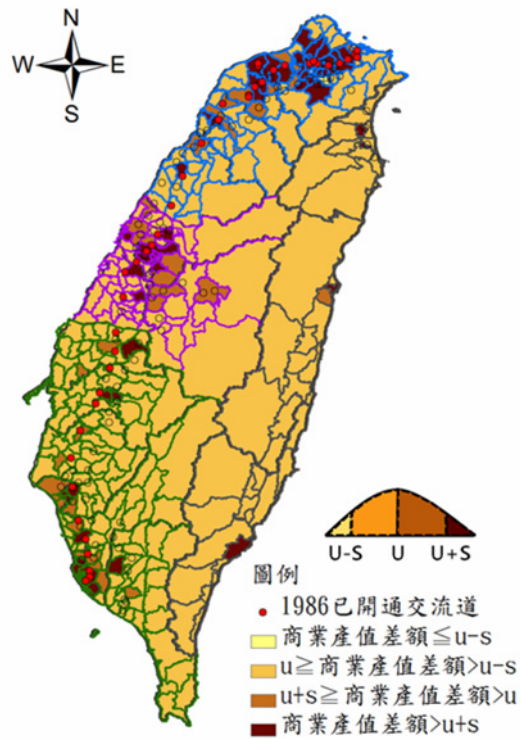 N
W E
S
U-S U U+S
圖例
1986已開通交流道
商業產值差額≦u-s
u≧商業產值差額>u-s
u+s≧商業產值差額>u
商業產值差額>u+s